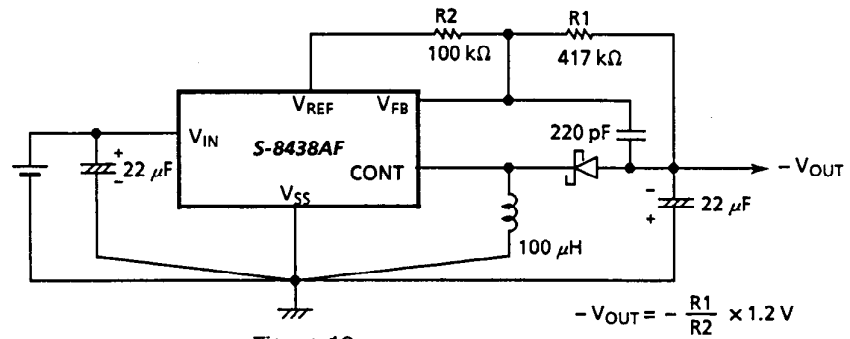 R2
R1
100 kΩ
417 kΩ
VREF
VFB
VIN
S-8438AF
220 pF
+
22 μF
-
CONT
VSS
- VOUT
-
+
22 μF
100 μH
- VOUT = - R1/R2 × 1.2 V